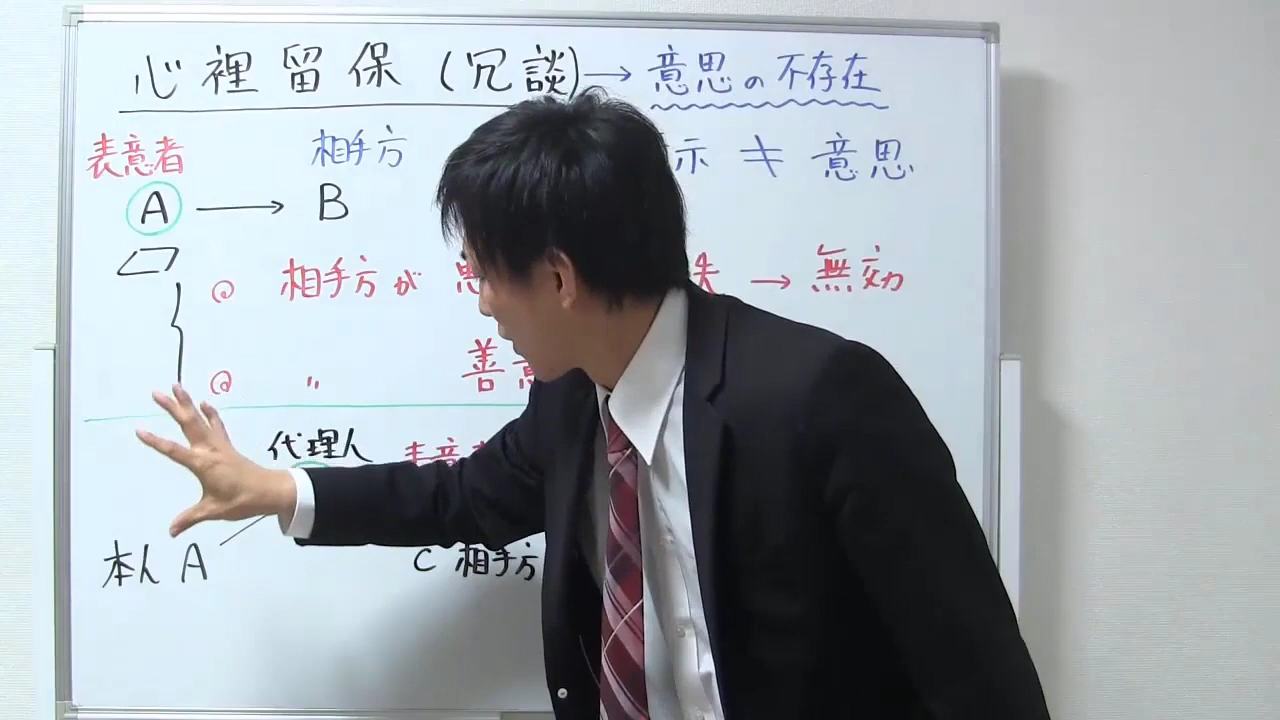 心裡留保(冗談)→意思の不存在
表意者 相手方 示 キ 意思
A → B
◎ 相手方が → 無効
◎ 〃 善意
代理人 表意
本人 A C 相手方